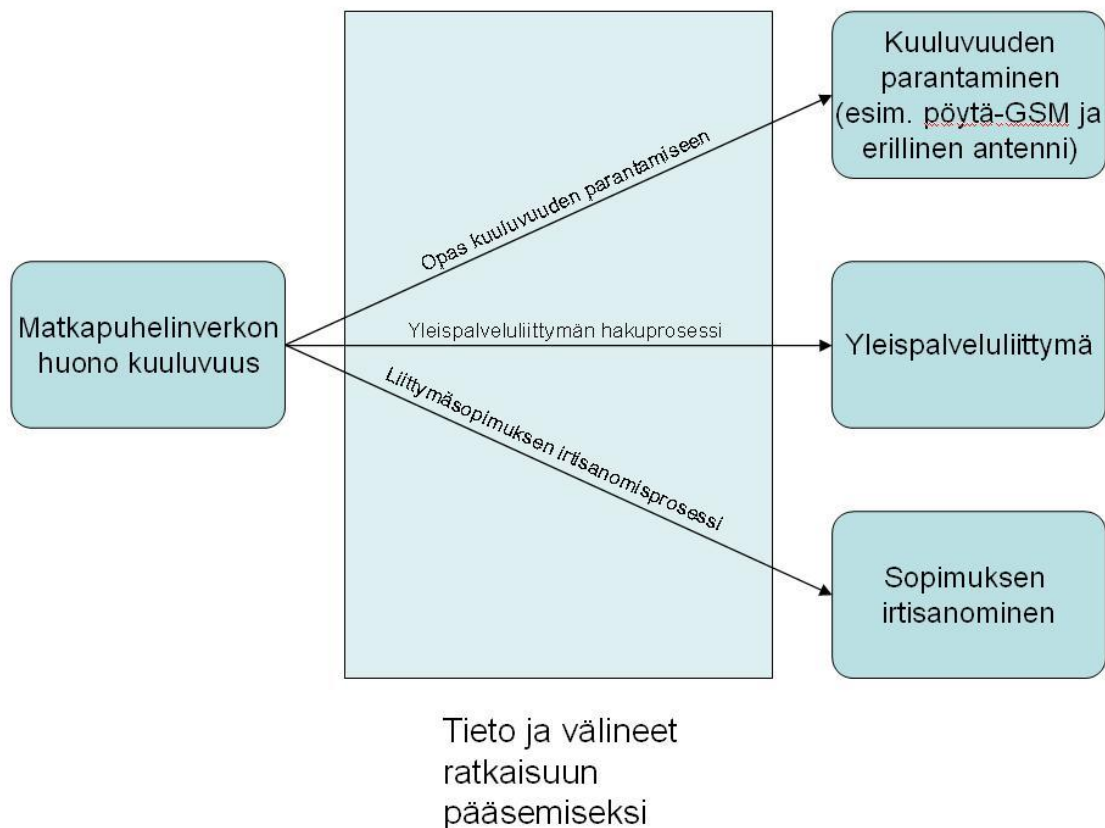 Kuuluvuuden
parantaminen
(esim. pöytä-GSM ja
erillinen antenni)
Opas kuuluvuuden parantamiseen
Matkapuhelinverkon
huono kuuluvuus
Yleispalveluliittymän hakuprosessi
Yleispalveluliittymä
Liittymäsopimuksen irtisanomisprosessi
Sopimuksen
irtisanominen
Tieto ja välineet
ratkaisuun
pääsemiseksi